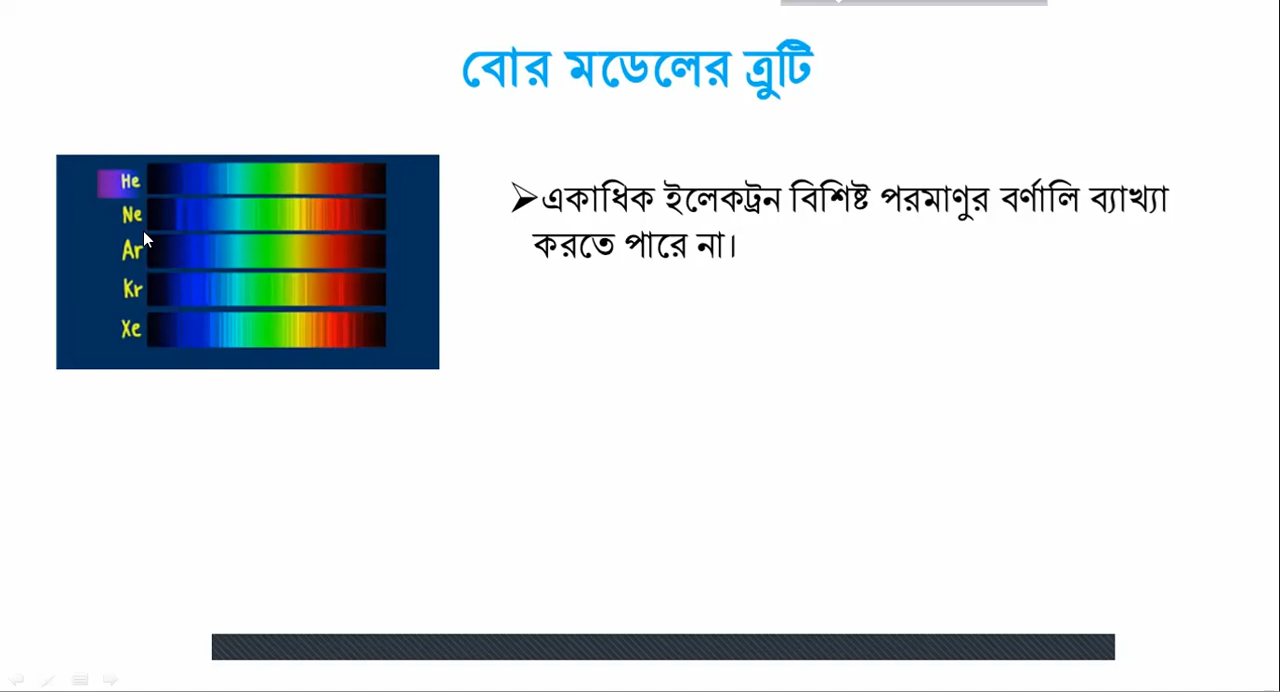 বোর মডেলের ত্রুটি
He
Ne
Ar
Kr
Xe
➢একাধিক ইলেকট্রন বিশিষ্ট পরমাণুর বর্ণালি ব্যাখ্যা
করতে পারে না।